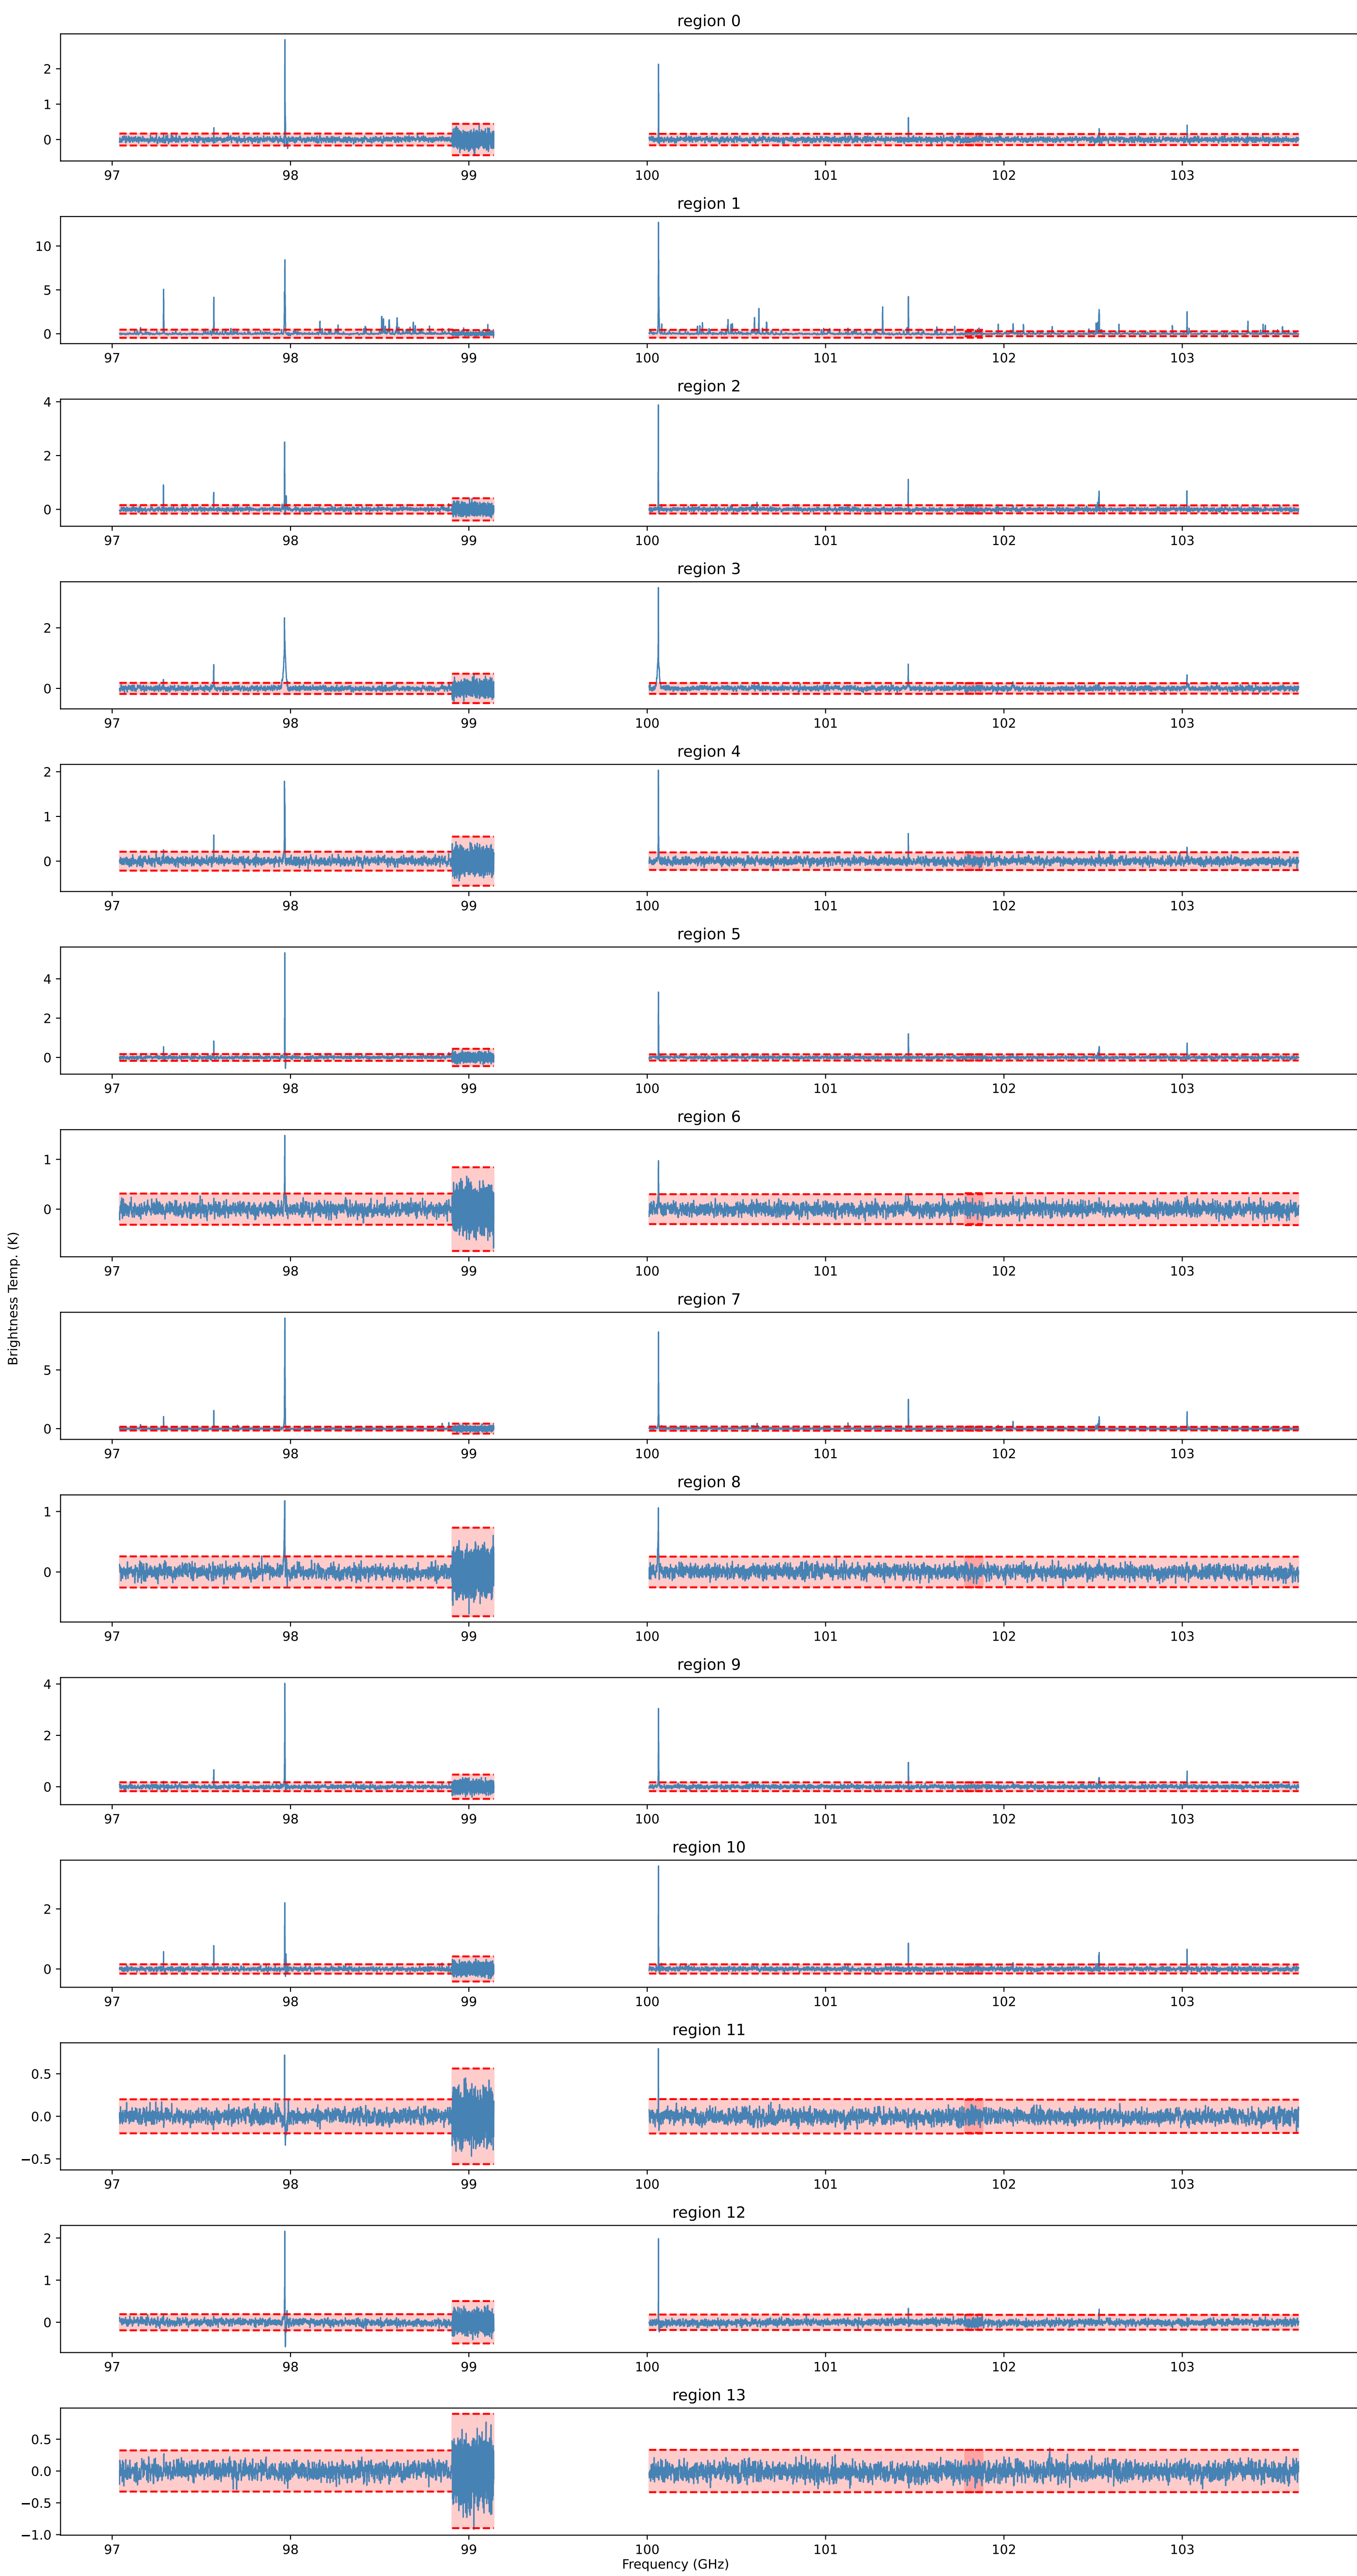 region 0
2
1
0
97 98 99 100 101 102 103
region 1
10
5
0
97 98 99 100 101 102 103
region 2
4
2
0
97 98 99 100 101 102 103
region 3
2
0
97 98 99 100 101 102 103
region 4
2
1
0
97 98 99 100 101 102 103
region 5
4
2
0
97 98 99 100 101 102 103
region 6
1
0
97 98 99 100 101 102 103
Brightness Temp. (K)
region 7
5
0
97 98 99 100 101 102 103
region 8
1
0
97 98 99 100 101 102 103
region 9
4
2
0
97 98 99 100 101 102 103
region 10
2
0
97 98 99 100 101 102 103
region 11
0.5
0.0
−0.5
97 98 99 100 101 102 103
region 12
2
1
0
97 98 99 100 101 102 103
region 13
0.5
0.0
−0.5
−1.0
97 98 99 100 101 102 103
Frequency (GHz)